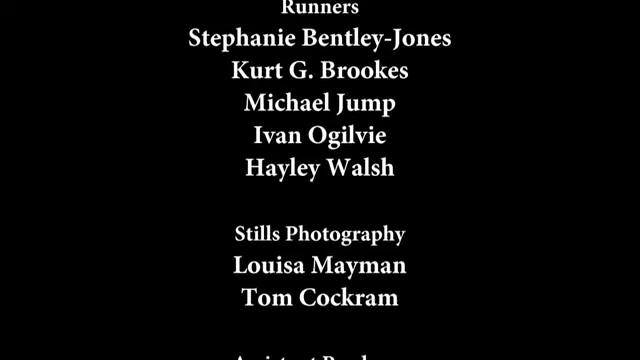 Runners
Stephanie Bentley-Jones
Kurt G. Brookes
Michael Jump
Ivan Ogilvie
Hayley Walsh
Stills Photography
Louisa Mayman
Tom Cockram